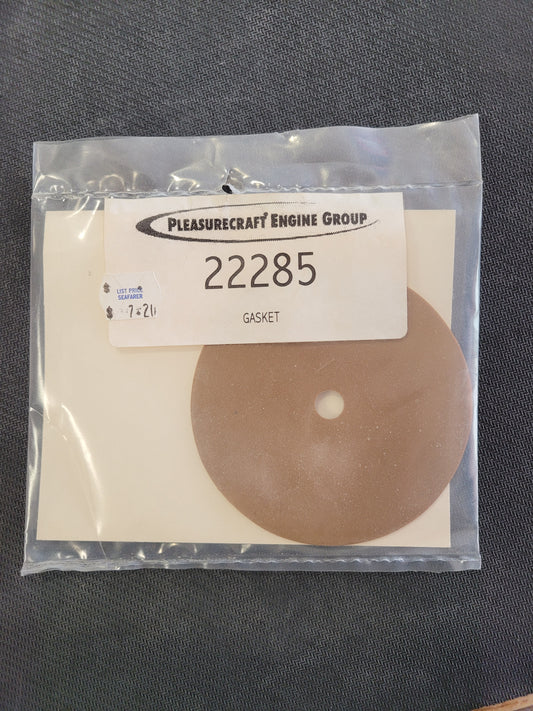 PLEASURECRAFT® ENGINE GROUP
22285
GASKET
LIST PRICE
SEAFARER
$ 7.21